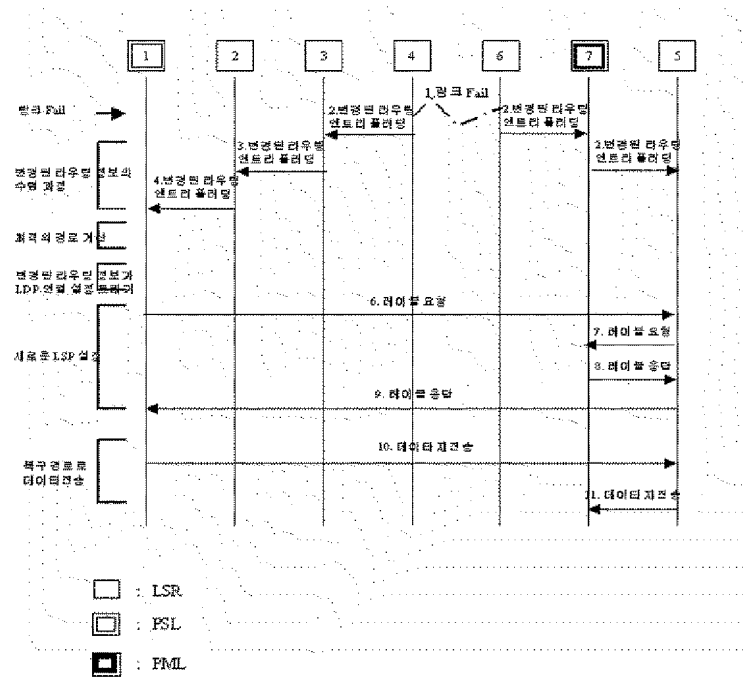 1 2 3 4 6 7 5
링크 Fail
1.링크 Fail
2.변경된 라우팅
엔트리 플러딩
2.변경된 라우팅
엔트리 플러딩
3.변경된 라우팅
엔트리 플러딩
2.변경된 라우팅
엔트리 플러딩
변경된 라우팅 정보의
수렴 과정
4.변경된 라우팅
엔트리 플러딩
최적의 경로 계산
변경된 라우팅 정보가
LDP 연결 설정
6. 레이블 요청
7. 레이블 요청
새로운 LSP 설정
8. 레이블 응답
9. 레이블 응답
10. 데이터 재전송
복구 경로로
데이터전송
11. 데이터 재전송
: LSR
: PSL
: PML